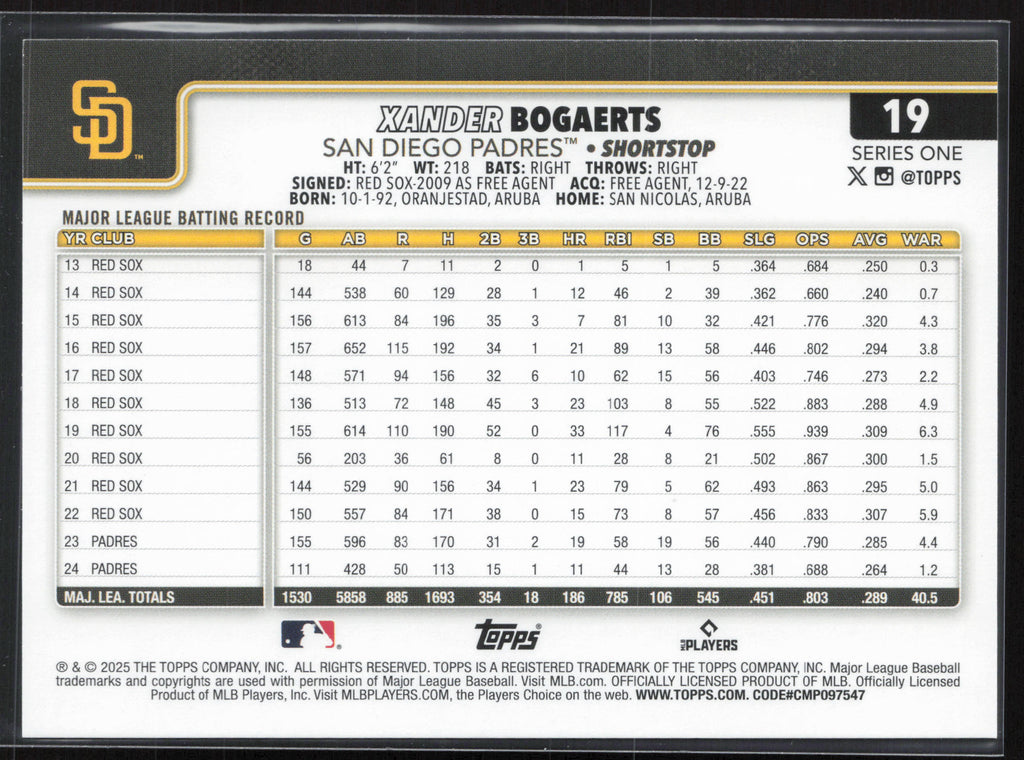 SD™
XANDER BOGAERTS
19
SAN DIEGO PADRES™ • SHORTSTOP
SERIES ONE
HT: 6'2" WT: 218 BATS: RIGHT THROWS: RIGHT
@TOPPS
SIGNED: RED SOX-2009 AS FREE AGENT ACQ: FREE AGENT, 12-9-22
BORN: 10-1-92, ORANJESTAD, ARUBA HOME: SAN NICOLAS, ARUBA
MAJOR LEAGUE BATTING RECORD
YR CLUB G AB R H 2B 3B HR RBI SB BB SLG OPS AVG WAR
13 RED SOX 18 44 7 11 2 0 1 5 1 5 .364 .684 .250 0.3
14 RED SOX 144 538 60 129 28 1 12 46 2 39 .362 .660 .240 0.7
15 RED SOX 156 613 84 196 35 3 7 81 10 32 .421 .776 .320 4.3
16 RED SOX 157 652 115 192 34 1 21 89 13 58 .446 .802 .294 3.8
17 RED SOX 148 571 94 156 32 6 10 62 15 56 .403 .746 .273 2.2
18 RED SOX 136 513 72 148 45 3 23 103 8 55 .522 .883 .288 4.9
19 RED SOX 155 614 110 190 52 0 33 117 4 76 .555 .939 .309 6.3
20 RED SOX 56 203 36 61 8 0 11 28 8 21 .502 .867 .300 1.5
21 RED SOX 144 529 90 156 34 1 23 79 5 62 .493 .863 .295 5.0
22 RED SOX 150 557 84 171 38 0 15 73 8 57 .456 .833 .307 5.9
23 PADRES 155 596 83 170 31 2 19 58 19 56 .440 .790 .285 4.4
24 PADRES 111 428 50 113 15 1 11 44 13 28 .381 .688 .264 1.2
MAJ. LEA. TOTALS 1530 5858 885 1693 354 18 186 785 106 545 .451 .803 .289 40.5
Topps® MLB PLAYERS
® & © 2025 THE TOPPS COMPANY, INC. ALL RIGHTS RESERVED. TOPPS IS A REGISTERED TRADEMARK OF THE TOPPS COMPANY, INC. Major League Baseball
trademarks and copyrights are used with permission of Major League Baseball. Visit MLB.com. OFFICIALLY LICENSED PRODUCT OF MLB. Officially Licensed
Product of MLB Players, Inc. Visit MLBPLAYERS.COM, the Players Choice on the web. WWW.TOPPS.COM. CODE#CMP097547